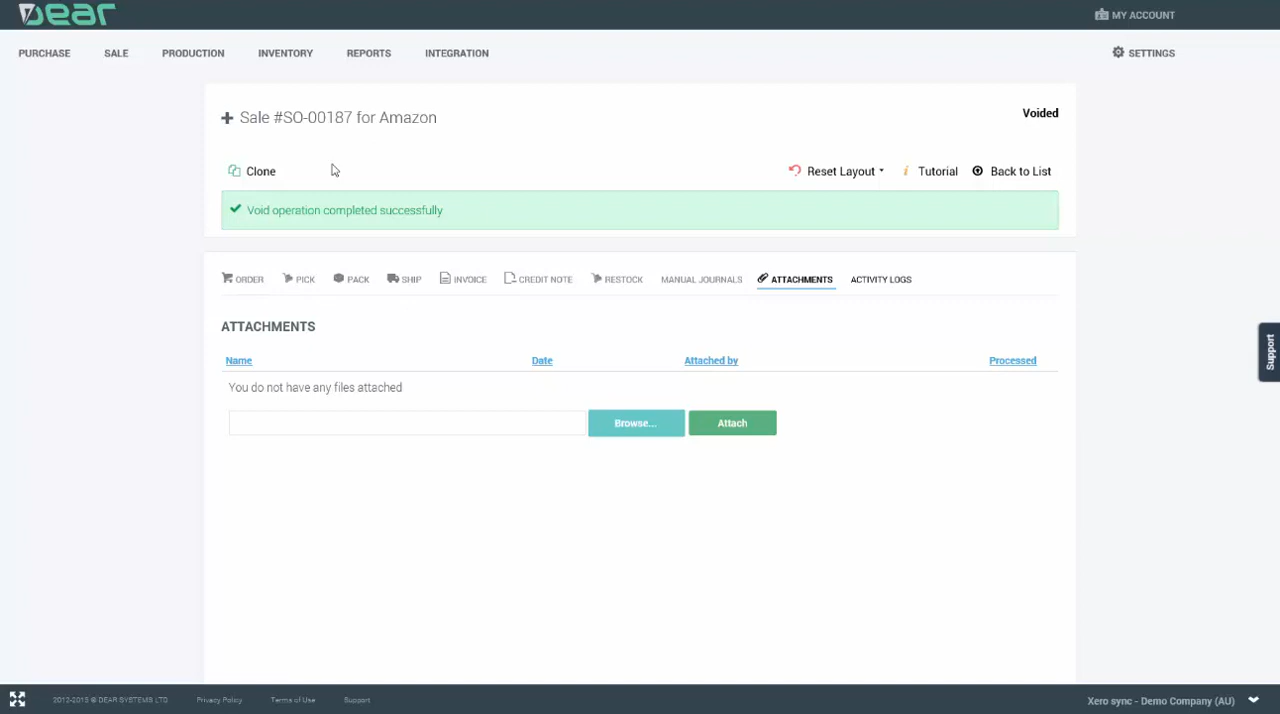 Dear
MY ACCOUNT
PURCHASE SALE PRODUCTION INVENTORY REPORTS INTEGRATION SETTINGS
Sale #SO-00187 for Amazon
Voided
Clone Reset Layout Tutorial Back to List
Void operation completed successfully
ORDER PICK PACK SHIP INVOICE CREDIT NOTE RESTOCK MANUAL JOURNALS ATTACHMENTS ACTIVITY LOGS
ATTACHMENTS
Name Date Attached by Processed
You do not have any files attached
Browse... Attach
Support
2012-2015 © DEAR SYSTEMS LTD Privacy Policy Terms of Use Support Xero sync - Demo Company (AU)